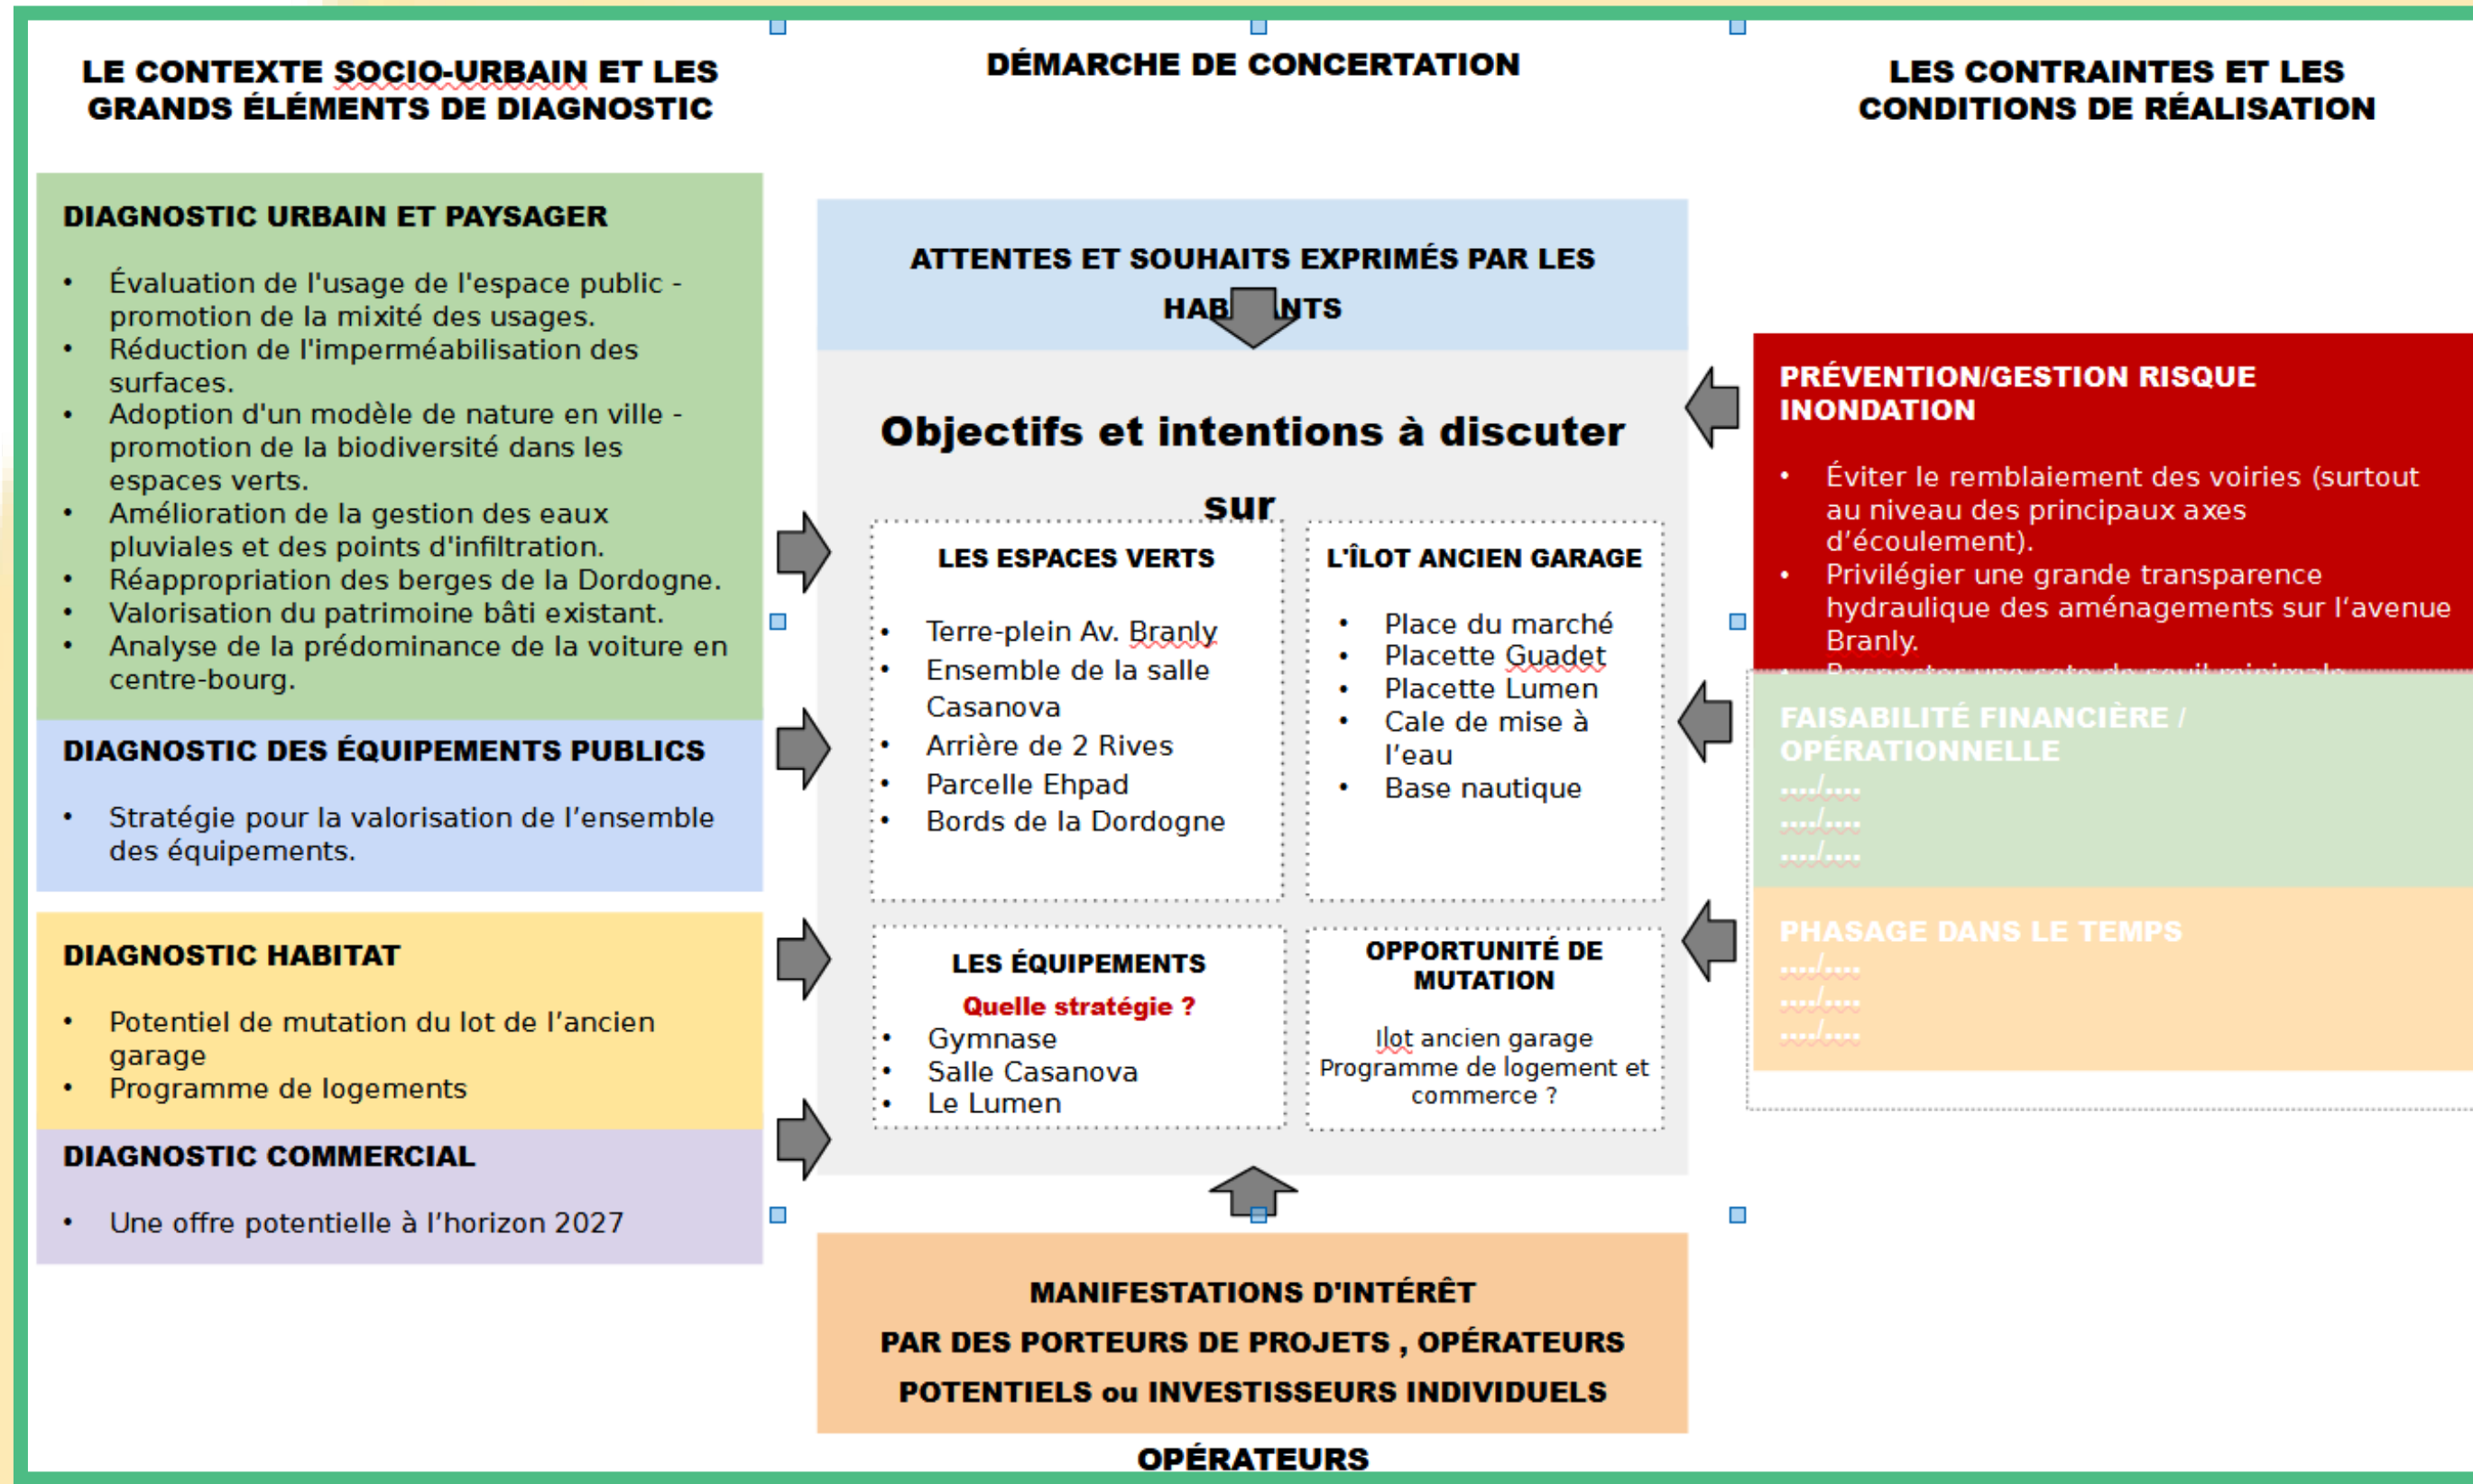 LE CONTEXTE SOCIO-URBAIN ET LES
GRANDS ÉLÉMENTS DE DIAGNOSTIC
DIAGNOSTIC URBAIN ET PAYSAGER
• Évaluation de l'usage de l'espace public -
promotion de la mixité des usages.
• Réduction de l'imperméabilisation des
surfaces.
• Adoption d'un modèle de nature en ville -
promotion de la biodiversité dans les
espaces verts.
• Amélioration de la gestion des eaux
pluviales et des points d'infiltration.
• Réappropriation des berges de la Dordogne.
• Valorisation du patrimoine bâti existant.
• Analyse de la prédominance de la voiture en
centre-bourg.
DIAGNOSTIC DES ÉQUIPEMENTS PUBLICS
• Stratégie pour la valorisation de l’ensemble
des équipements.
DIAGNOSTIC HABITAT
• Potentiel de mutation du lot de l’ancien
garage
• Programme de logements
DIAGNOSTIC COMMERCIAL
• Une offre potentielle à l’horizon 2027
DÉMARCHE DE CONCERTATION
ATTENTES ET SOUHAITS EXPRIMÉS PAR LES
Objectifs et intentions à discuter
sur
LES ESPACES VERTS
• Terre-plein Av. Branly
• Ensemble de la salle
Casanova
• Arrière de 2 Rives
• Parcelle Ehpad
• Bords de la Dordogne
L'ÎLOT ANCIEN GARAGE
• Place du marché
• Placette Guadet
• Placette Lumen
• Cale de mise à
l’eau
• Base nautique
LES ÉQUIPEMENTS
Quelle stratégie ?
• Gymnase
• Salle Casanova
• Le Lumen
OPPORTUNITÉ DE
MUTATION
Ilot ancien garage
Programme de logement et
commerce ?
MANIFESTATIONS D'INTÉRÊT
PAR DES PORTEURS DE PROJETS , OPÉRATEURS
POTENTIELS ou INVESTISSEURS INDIVIDUELS
OPÉRATEURS
LES CONTRAINTES ET LES
CONDITIONS DE RÉALISATION
PRÉVENTION/GESTION RISQUE
INONDATION
• Éviter le remblaiement des voiries (surtout
au niveau des principaux axes
d’écoulement).
• Privilégier une grande transparence
hydraulique des aménagements sur l’avenue
Branly.
FAISABILITÉ FINANCIÈRE /
OPÉRATIONNELLE
..../....
..../....
..../....
PHASAGE DANS LE TEMPS
..../....
..../....
..../....